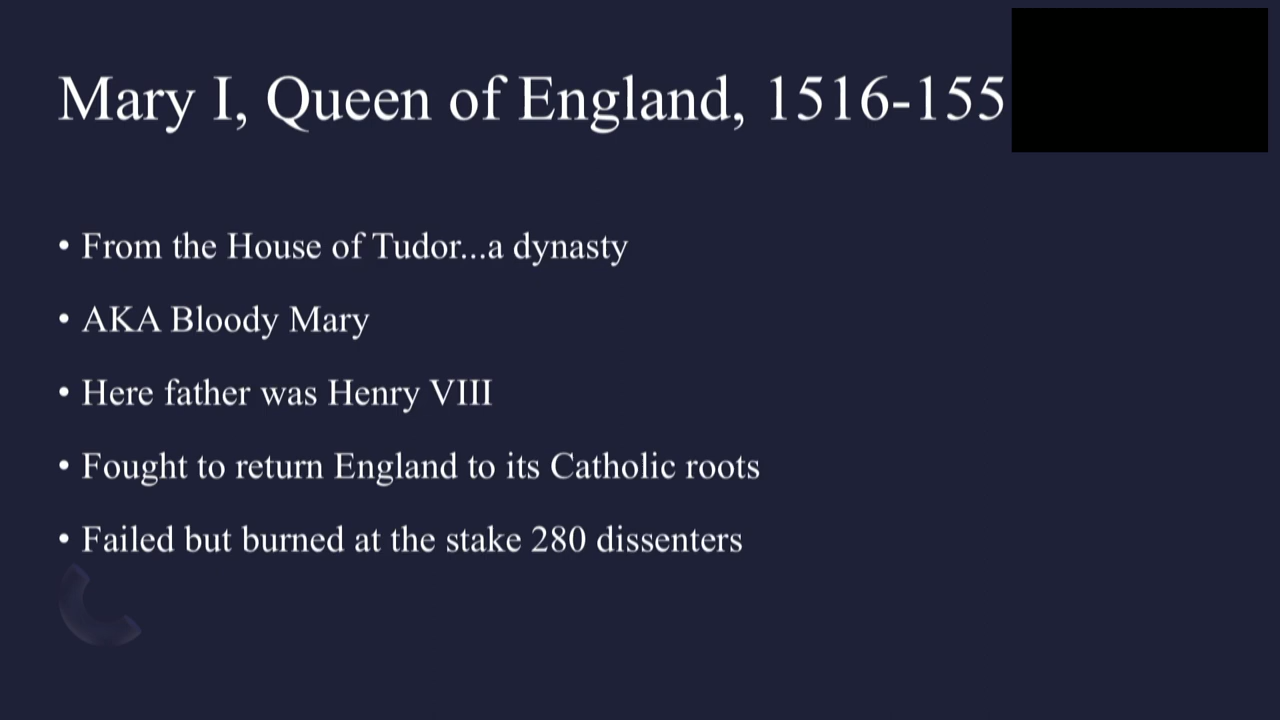 Mary I, Queen of England, 1516-155
• From the House of Tudor...a dynasty
• AKA Bloody Mary
• Here father was Henry VIII
• Fought to return England to its Catholic roots
• Failed but burned at the stake 280 dissenters